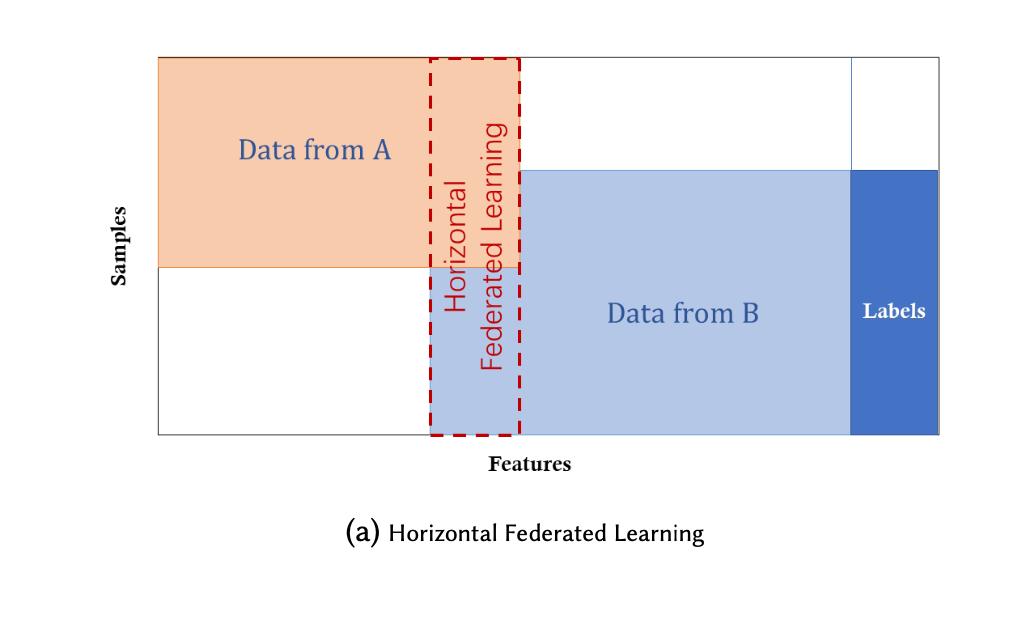 Data from A
Horizontal
Federated Learning
Samples
Data from B
Labels
Features
(a) Horizontal Federated Learning